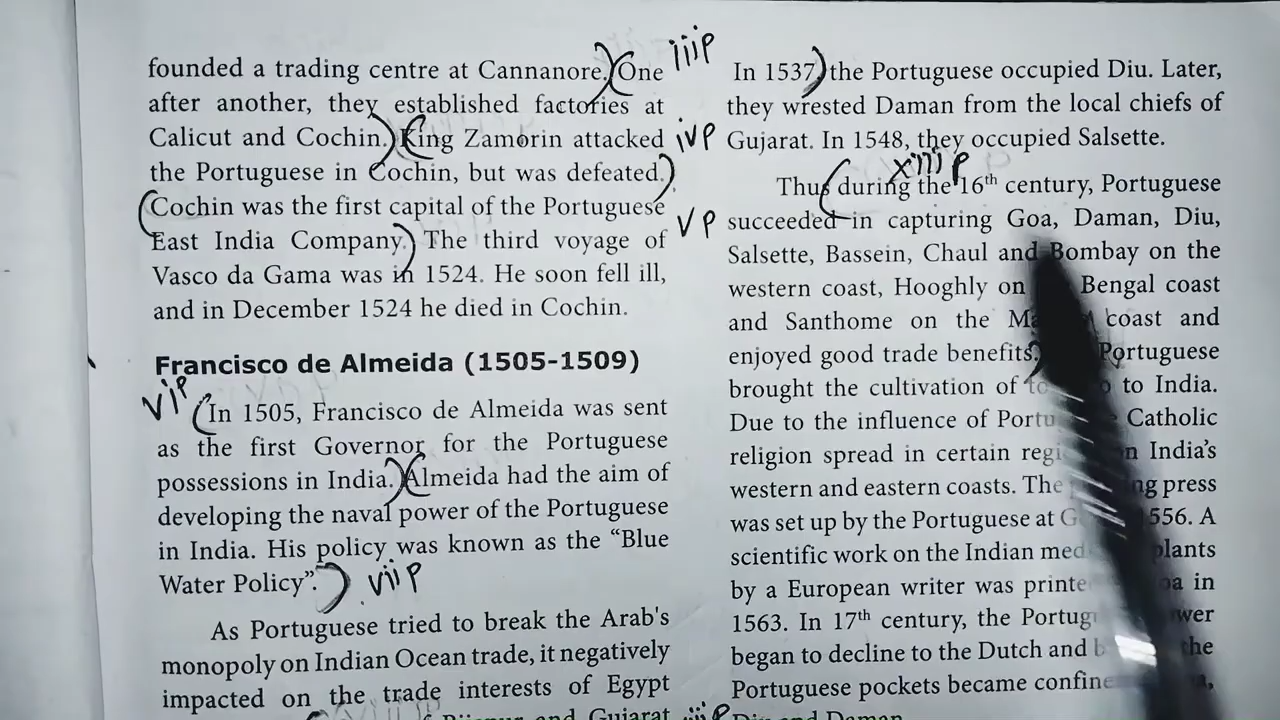 founded a trading centre at Cannanore. One iiiP
after another, they established factories at
Calicut and Cochin. King Zamorin attacked ivP
the Portuguese in Cochin, but was defeated.
Cochin was the first capital of the Portuguese
East India Company. The third voyage of VP
Vasco da Gama was in 1524. He soon fell ill,
and in December 1524 he died in Cochin.
Francisco de Almeida (1505-1509)
ViP
In 1505, Francisco de Almeida was sent
as the first Governor for the Portuguese
possessions in India. Almeida had the aim of
developing the naval power of the Portuguese
in India. His policy was known as the “Blue
Water Policy”. viiP
As Portuguese tried to break the Arab's
monopoly on Indian Ocean trade, it negatively
impacted on the trade interests of Egypt
and Gujarat
In 1537, the Portuguese occupied Diu. Later,
they wrested Daman from the local chiefs of
Gujarat. In 1548, they occupied Salsette.
xiiiP
Thus during the 16th century, Portuguese
succeeded in capturing Goa, Daman, Diu,
Salsette, Bassein, Chaul and Bombay on the
western coast, Hooghly on Bengal coast
and Santhome on the coast and
enjoyed good trade benefits. Portuguese
brought the cultivation of to India.
Due to the influence of Catholic
religion spread in certain India's
western and eastern coasts. The press
was set up by the Portuguese at 1556. A
scientific work on the Indian plants
by a European writer was in
1563. In 17th century, the
began to decline to the Dutch and the
Portuguese pockets became
Diu and Daman.